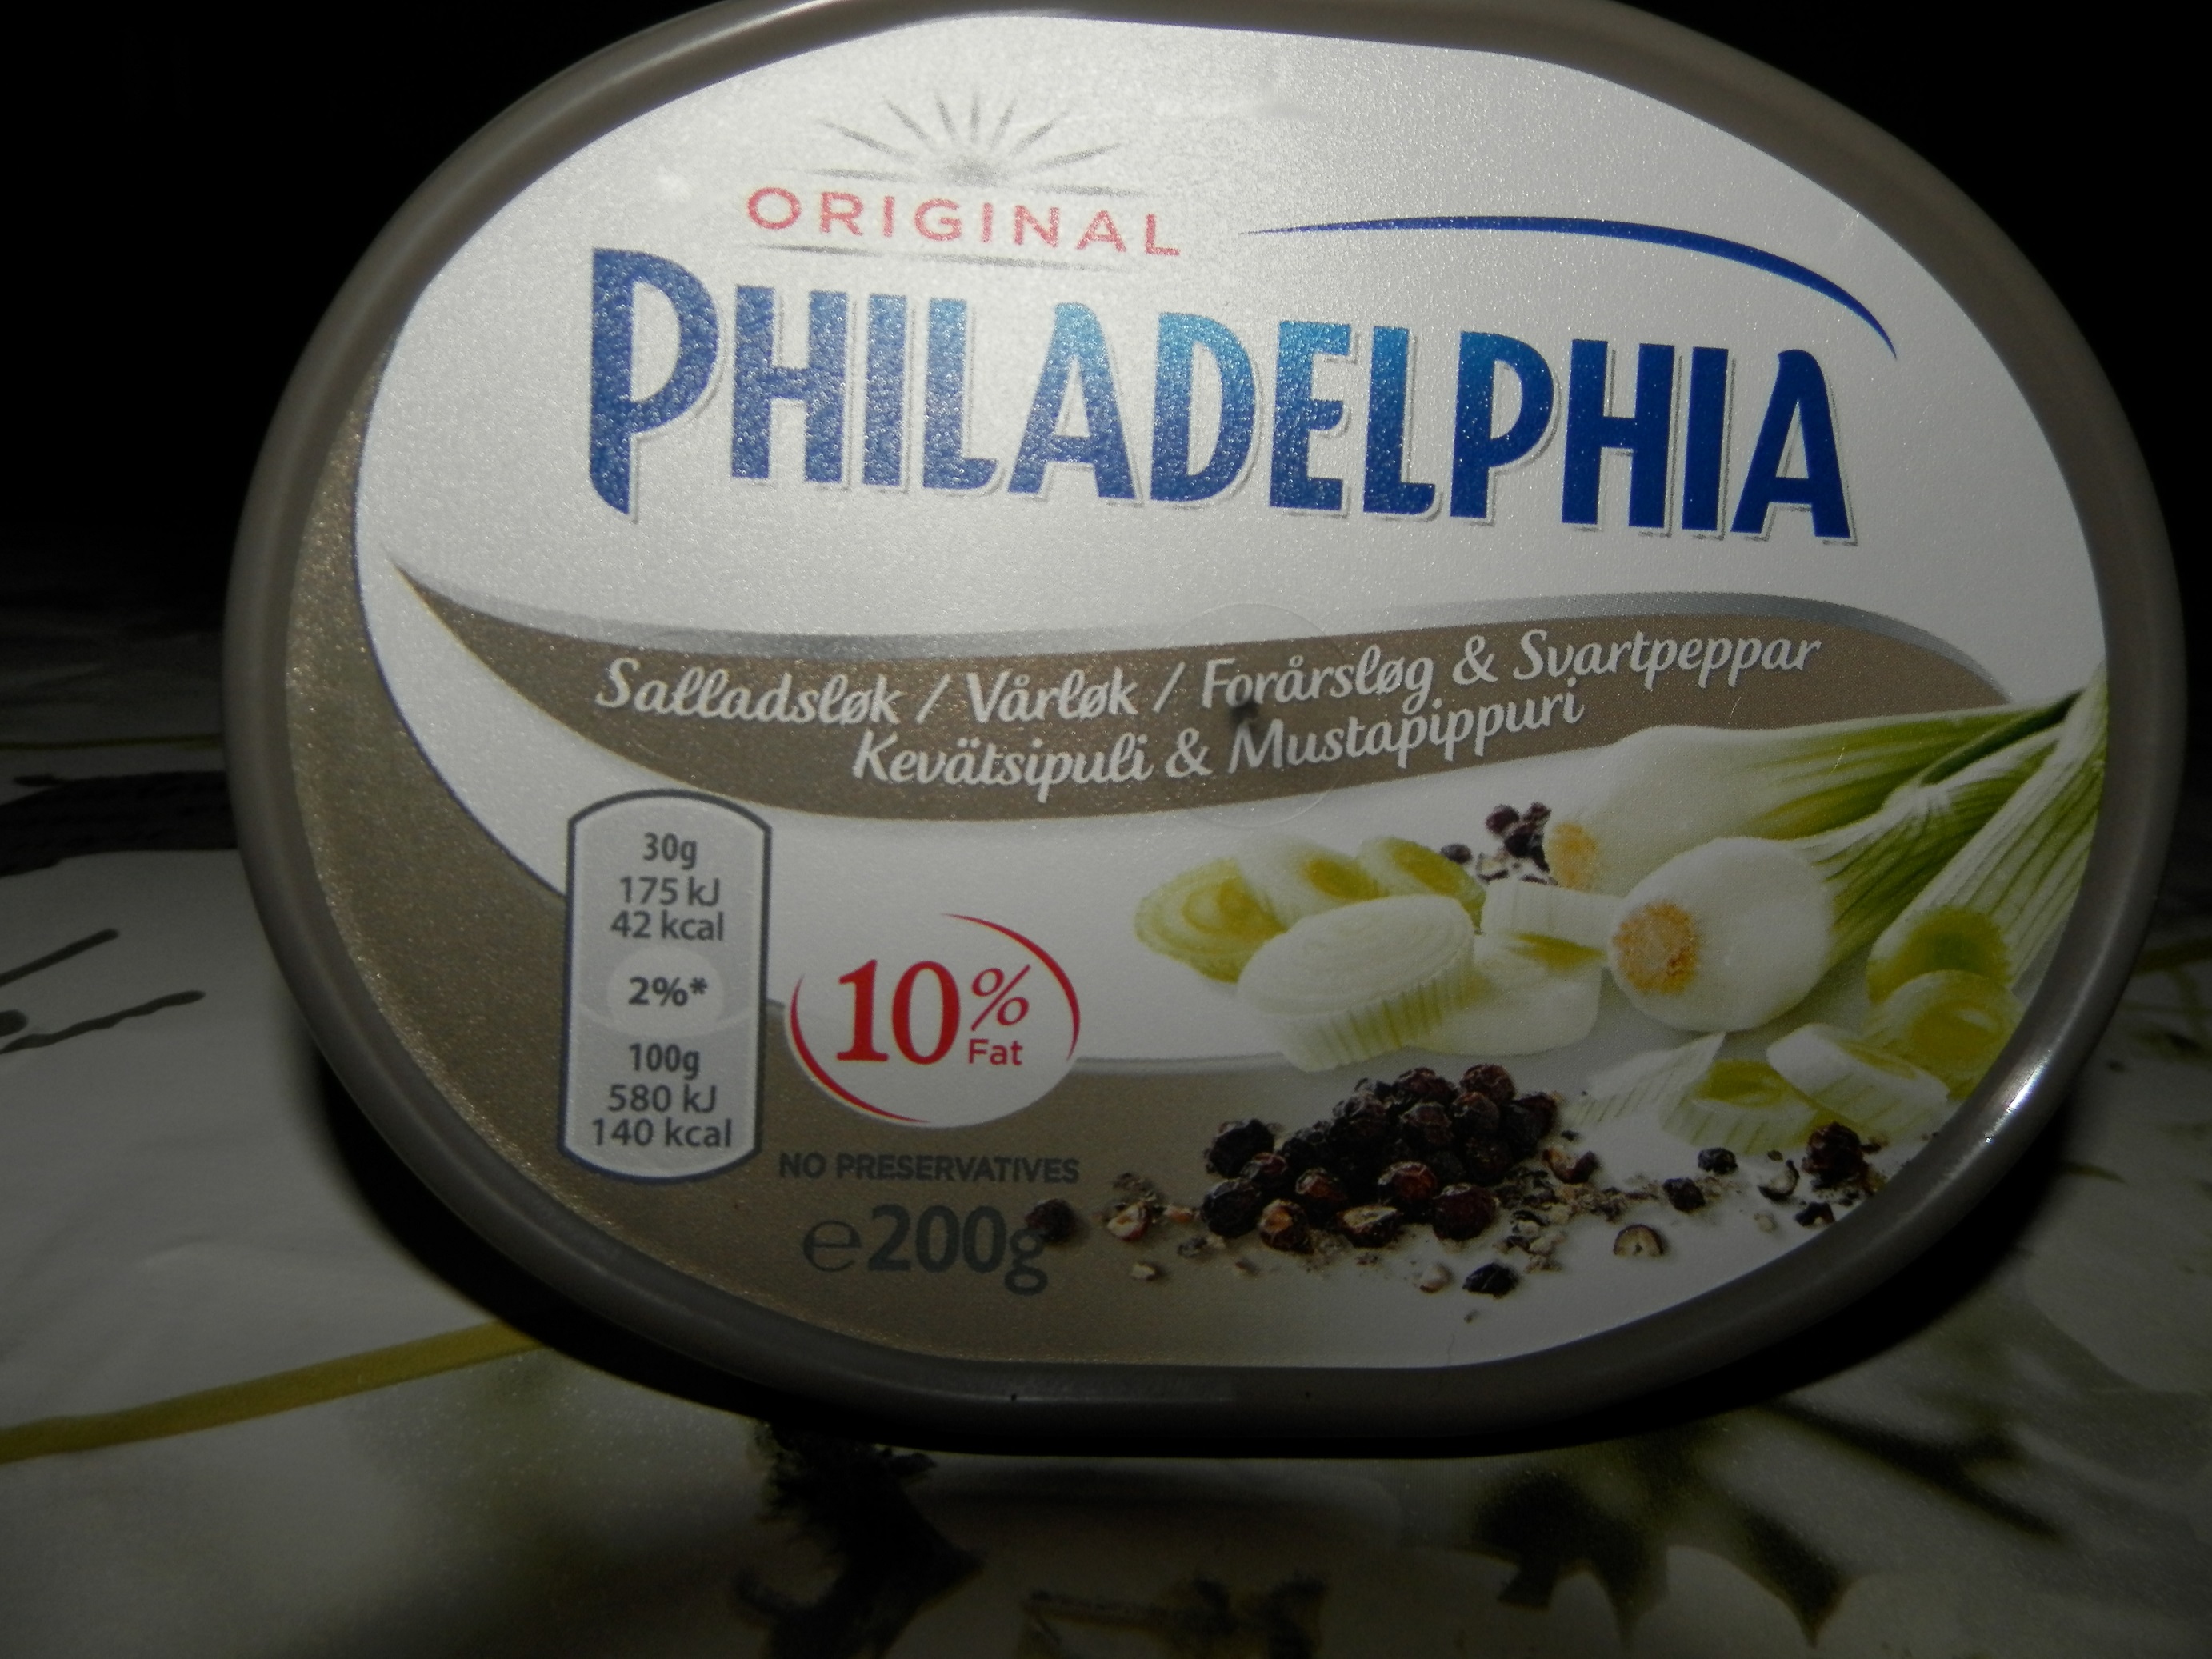 ORIGINAL
PHILADELPHIA
Salladsløk / Vårløk / Forårsløg & Svartpeppar
Kevätsipuli & Mustapippuri
30g
175 kJ
42 kcal
2%*
100g
580 kJ
140 kcal
10%
Fat
NO PRESERVATIVES
℮200g